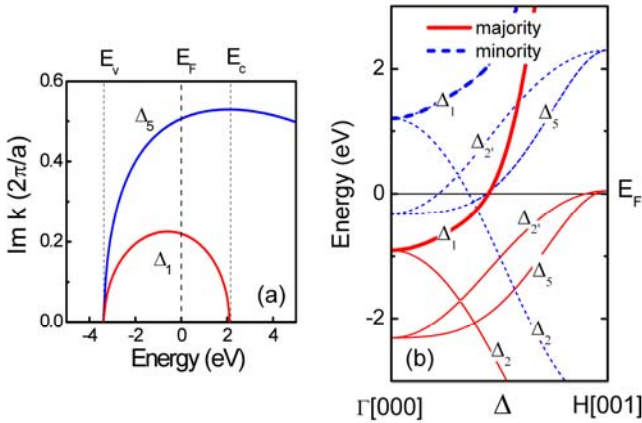 E_v E_F E_c
0.6
0.4
0.2
0.0
Im k (2π/a)
Δ_5
Δ_1
(a)
-4 -2 0 2 4
Energy (eV)
majority
minority
2
0
-2
Energy (eV)
Δ_1
Δ_2'
Δ_5
E_F
Δ_1
Δ_2'
Δ_5
Δ_2
Δ_2
(b)
Γ[000] Δ H[001]